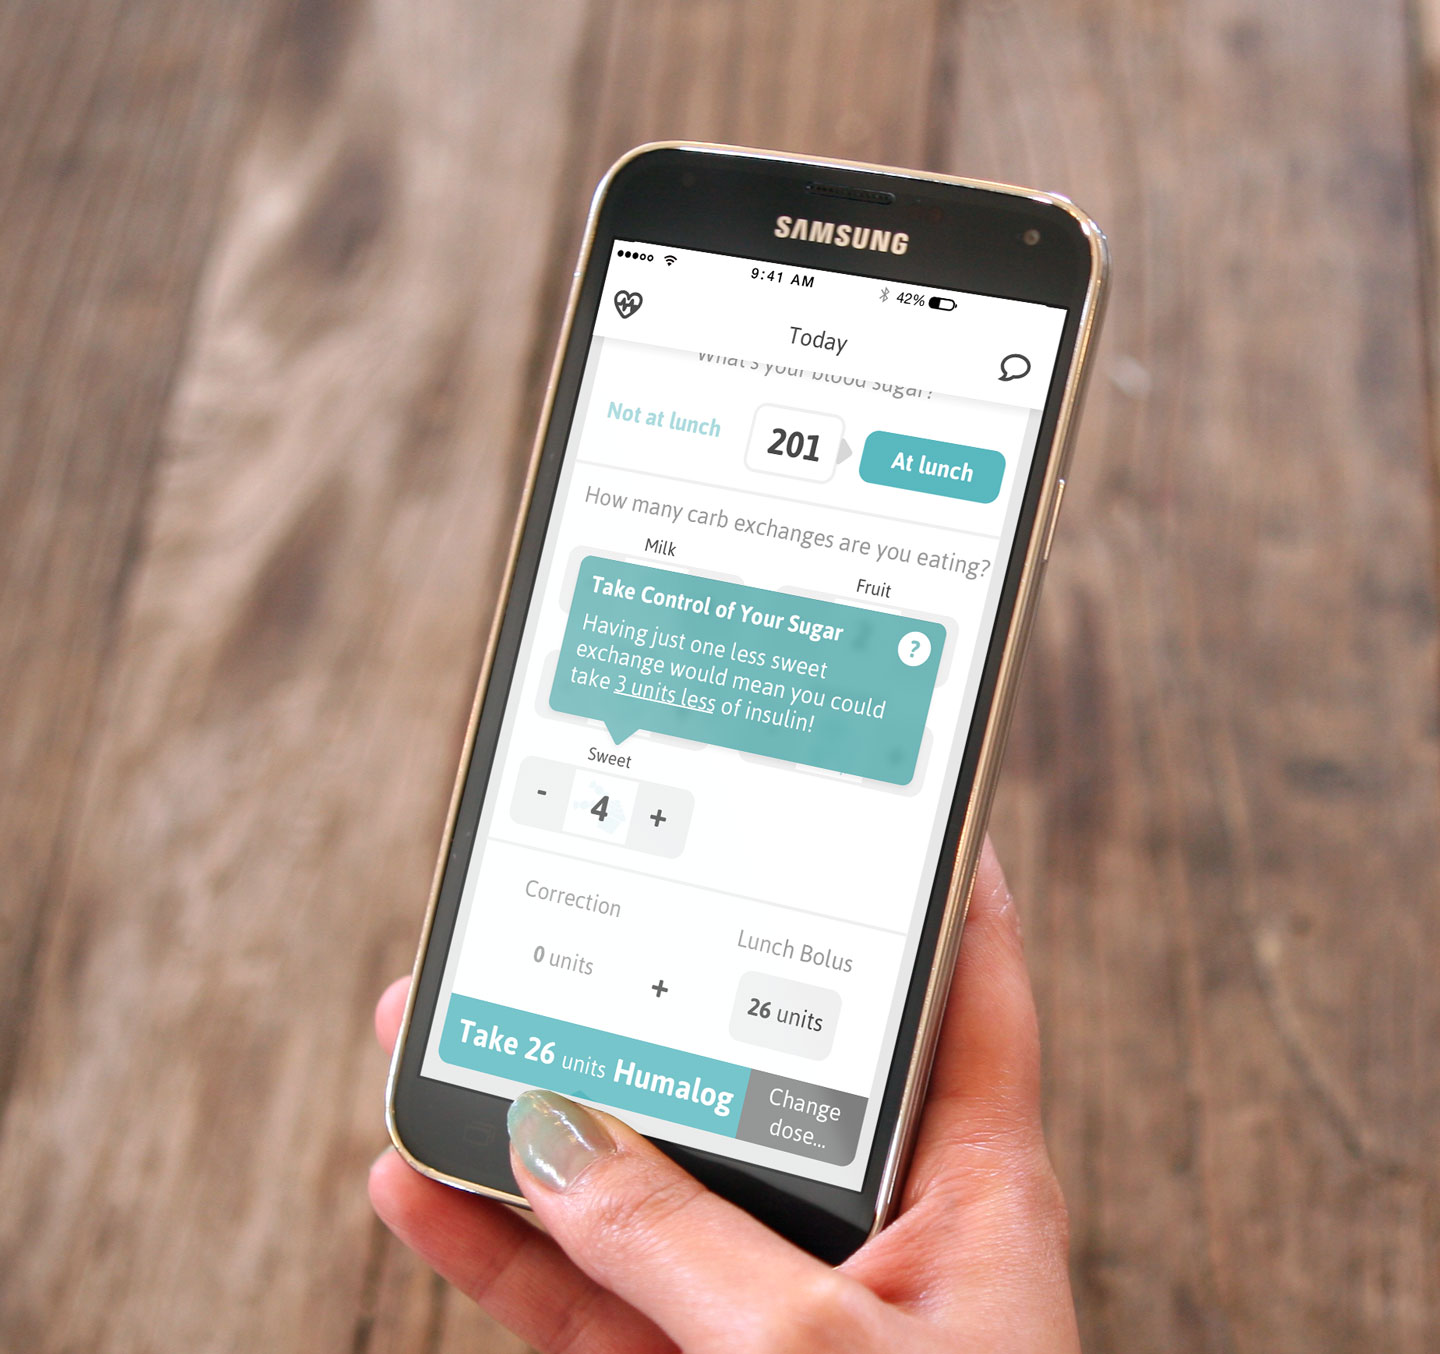 SAMSUNG
9:41 AM
42%
Today
What's your blood sugar?
Not at lunch
201
At lunch
How many carb exchanges are you eating?
Milk
Fruit
Take Control of Your Sugar
?
Having just one less sweet
exchange would mean you could
take 3 units less of insulin!
Sweet
- 4 +
Correction
Lunch Bolus
0 units
+
26 units
Take 26 units Humalog
Change
dose...